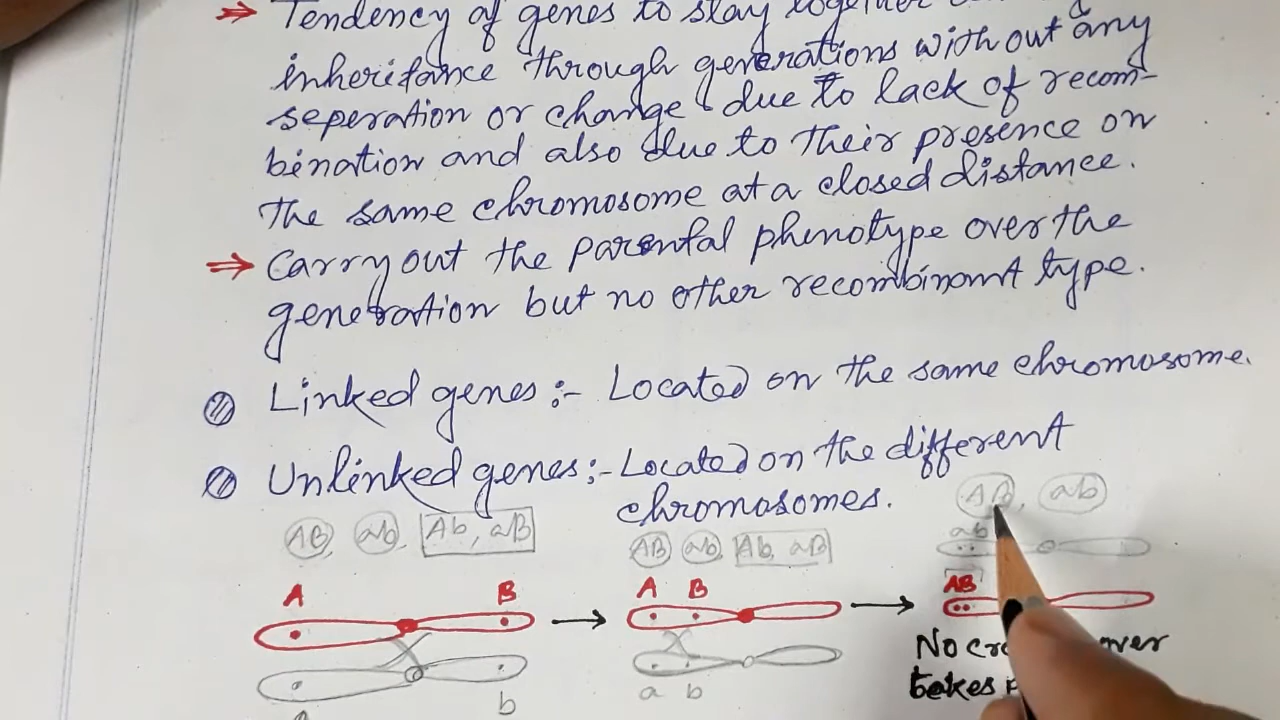 ⇒ Tendency of genes to stay together
inheritance through generations without any
seperation or change due to lack of recom-
bination and also due to their presence on
the same chromosome at a closed distance.
⇒ Carry out the parental phenotype over the
generation but no other recombinant type.
Linked genes :- Located on the same chromosome.
Unlinked genes :- Located on the different
chromosomes.
AB, ab, Ab, aB
AB ab, Ab, aB
AB, ab
ab
A B
A B
AB
No over
takes
a b
b